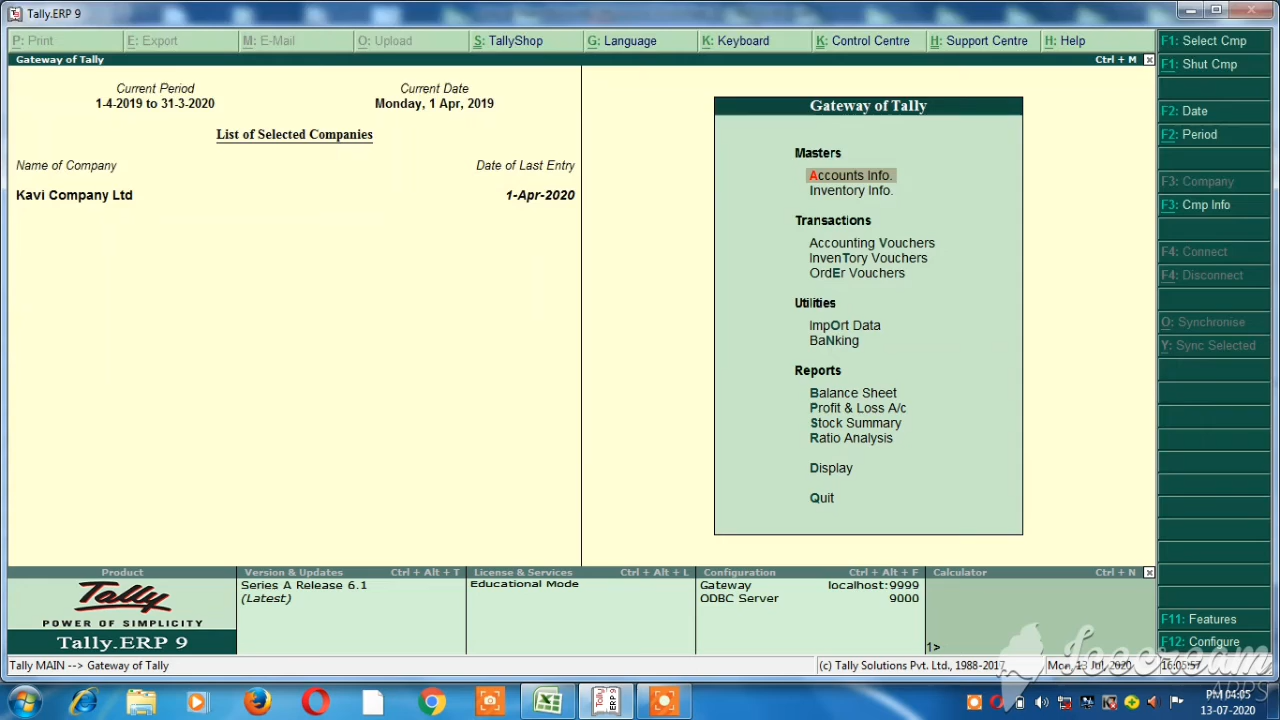 Tally.ERP 9
P: Print
E: Export
M: E-Mail
O: Upload
S: TallyShop
G: Language
K: Keyboard
K: Control Centre
H: Support Centre
H: Help
F1: Select Cmp
F1: Shut Cmp
F2: Date
F2: Period
F3: Company
F3: Cmp Info
F4: Connect
F4: Disconnect
O: Synchronise
Y: Sync Selected
F11: Features
F12: Configure
Gateway of Tally
Ctrl + M
Current Period
1-4-2019 to 31-3-2020
Current Date
Monday, 1 Apr, 2019
List of Selected Companies
Name of Company
Date of Last Entry
Kavi Company Ltd
1-Apr-2020
Gateway of Tally
Masters
Accounts Info.
Inventory Info.
Transactions
Accounting Vouchers
InvenTory Vouchers
OrdEr Vouchers
Utilities
ImpOrt Data
BaNking
Reports
Balance Sheet
Profit & Loss A/c
Stock Summary
Ratio Analysis
Display
Quit
Product
Tally
POWER OF SIMPLICITY
Tally.ERP 9
Version & Updates
Ctrl + Alt + T
Series A Release 6.1
(Latest)
License & Services
Ctrl + Alt + L
Educational Mode
Configuration
Ctrl + Alt + F
Gateway
localhost:9999
ODBC Server
9000
Calculator
Ctrl + N
1>
Tally MAIN --> Gateway of Tally
(c) Tally Solutions Pvt. Ltd., 1988-2017
Mon, 13 Jul, 2020
16:05:57
Icecream
APPS
Tally
ERP 9
PM 04:05
13-07-2020